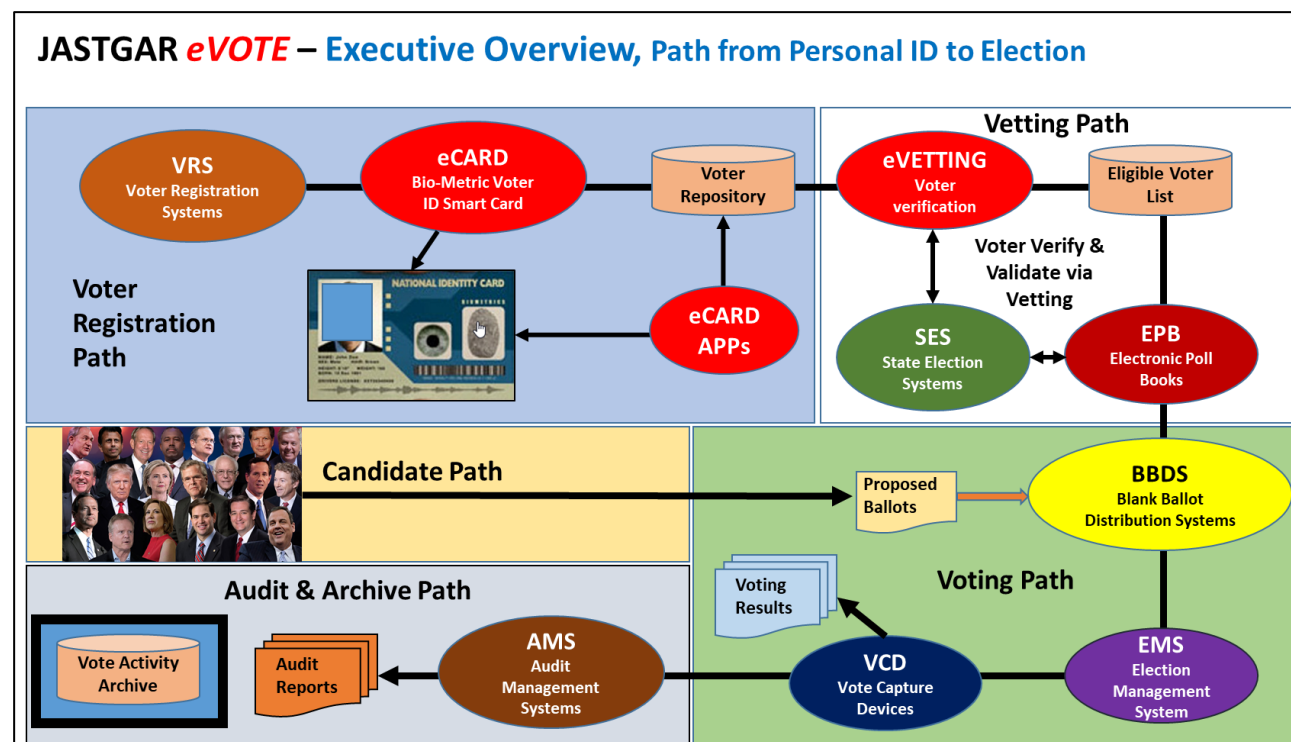 JASTGAR eVOTE – Executive Overview, Path from Personal ID to Election
VRS
Voter Registration
Systems
eCARD
Bio-Metric Voter
ID Smart Card
Voter
Repository
Vetting Path
eVETTING
Voter
verification
Eligible Voter
List
Voter Verify &
Validate via
Vetting
Voter
Registration
Path
NATIONAL IDENTITY CARD
BIOMETRICS
eCARD
APPs
SES
State Election
Systems
EPB
Electronic Poll
Books
Candidate Path
Proposed
Ballots
BBDS
Blank Ballot
Distribution Systems
Voting Path
Voting
Results
Audit & Archive Path
Vote Activity
Archive
Audit
Reports
AMS
Audit
Management
Systems
VCD
Vote Capture
Devices
EMS
Election
Management
System